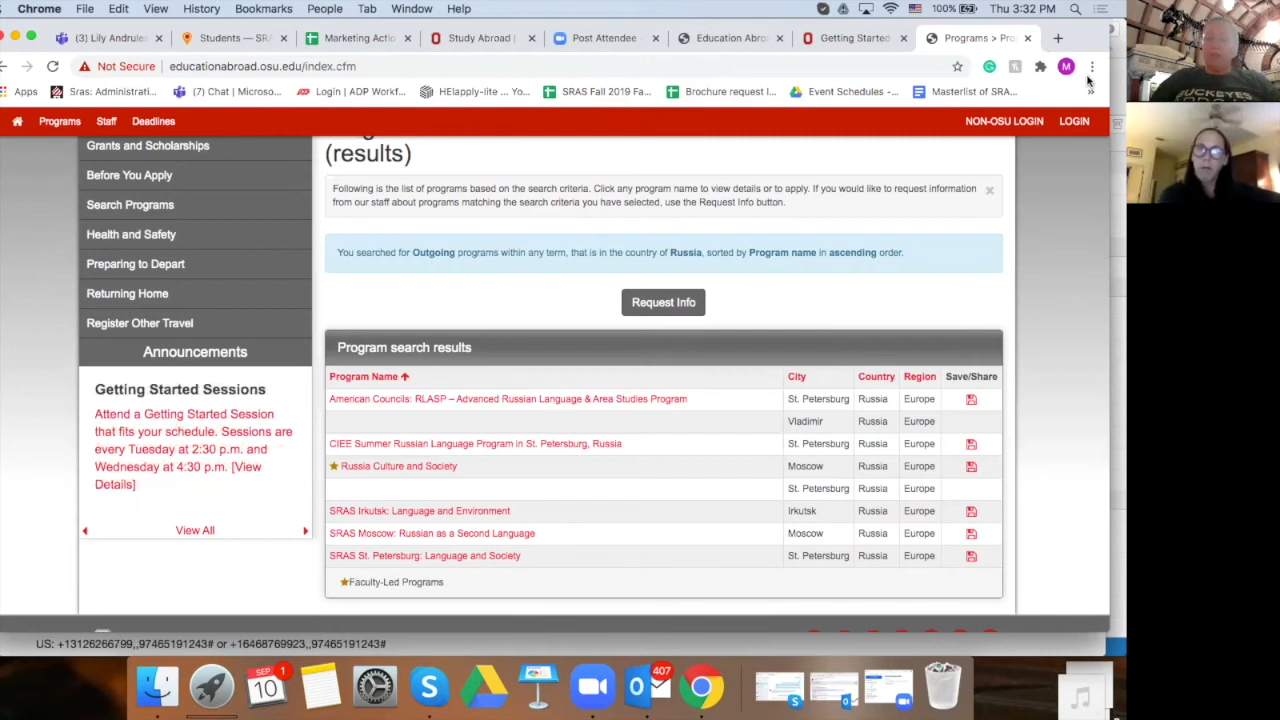 Chrome File Edit View History Bookmarks People Tab Window Help 100% Thu 3:32 PM
(3) Lily Andrules Students — SRA Marketing Actio Study Abroad | Post Attendee – Education Abro Getting Started Programs > Pro
Not Secure educationabroad.osu.edu/index.cfm M
Apps Sras: Administrati... (7) Chat | Microso... Login | ADP Workf... HElapply-lite ... Yo... SRAS Fall 2019 Fa... Brochure request I... Event Schedules -... Masterlist of SRA... »
Programs Staff Deadlines NON-OSU LOGIN LOGIN
BUCKEYES
Grants and Scholarships
Before You Apply
Search Programs
Health and Safety
Preparing to Depart
Returning Home
Register Other Travel
Announcements
Getting Started Sessions
Attend a Getting Started Session
that fits your schedule. Sessions are
every Tuesday at 2:30 p.m. and
Wednesday at 4:30 p.m. [View
Details]
View All
(results)
Following is the list of programs based on the search criteria. Click any program name to view details or to apply. If you would like to request information
from our staff about programs matching the search criteria you have selected, use the Request Info button.
You searched for Outgoing programs within any term, that is in the country of Russia, sorted by Program name in ascending order.
Request Info
Program search results
Program Name City Country Region Save/Share
American Councils: RLASP – Advanced Russian Language & Area Studies Program St. Petersburg Russia Europe
Vladimir Russia Europe
CIEE Summer Russian Language Program in St. Petersburg, Russia St. Petersburg Russia Europe
Russia Culture and Society Moscow Russia Europe
St. Petersburg Russia Europe
SRAS Irkutsk: Language and Environment Irkutsk Russia Europe
SRAS Moscow: Russian as a Second Language Moscow Russia Europe
SRAS St. Petersburg: Language and Society St. Petersburg Russia Europe
Faculty-Led Programs
US: +13126266799,,97465191243# or +16468769923,,97465191243#
SEP 10 1 407